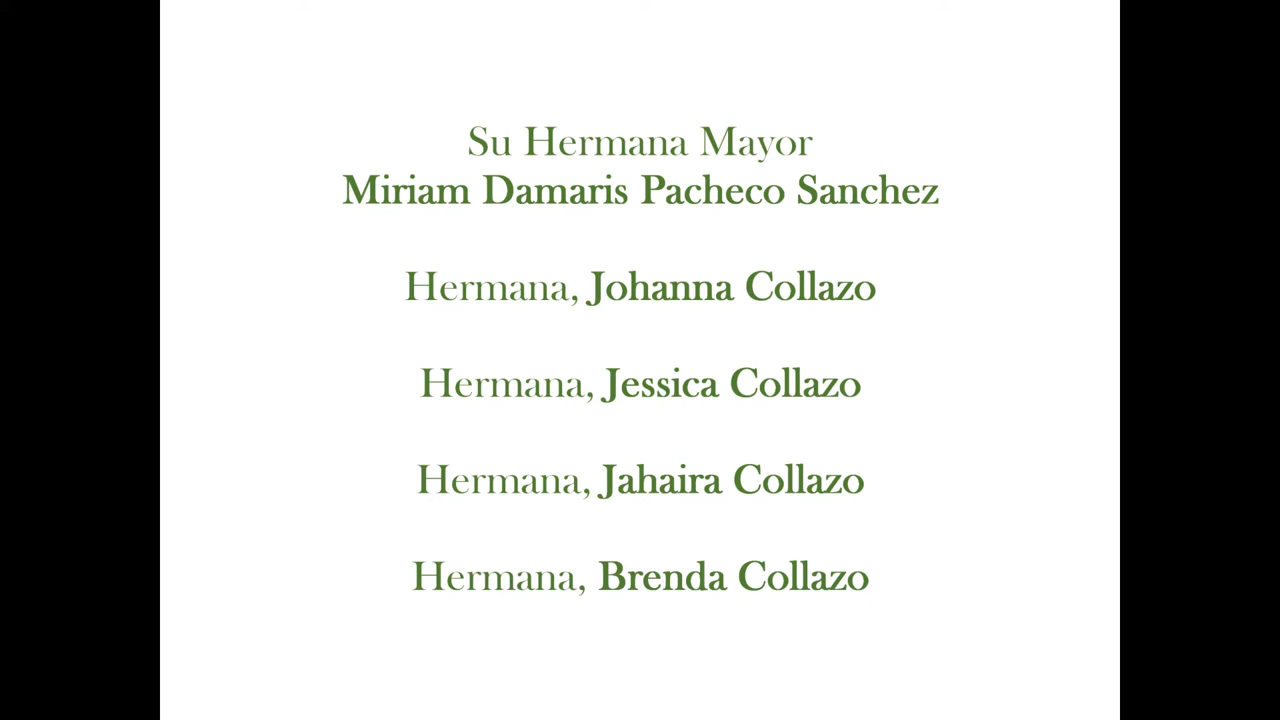 Su Hermana Mayor
Miriam Damaris Pacheco Sanchez
Hermana, Johanna Collazo
Hermana, Jessica Collazo
Hermana, Jahaira Collazo
Hermana, Brenda Collazo